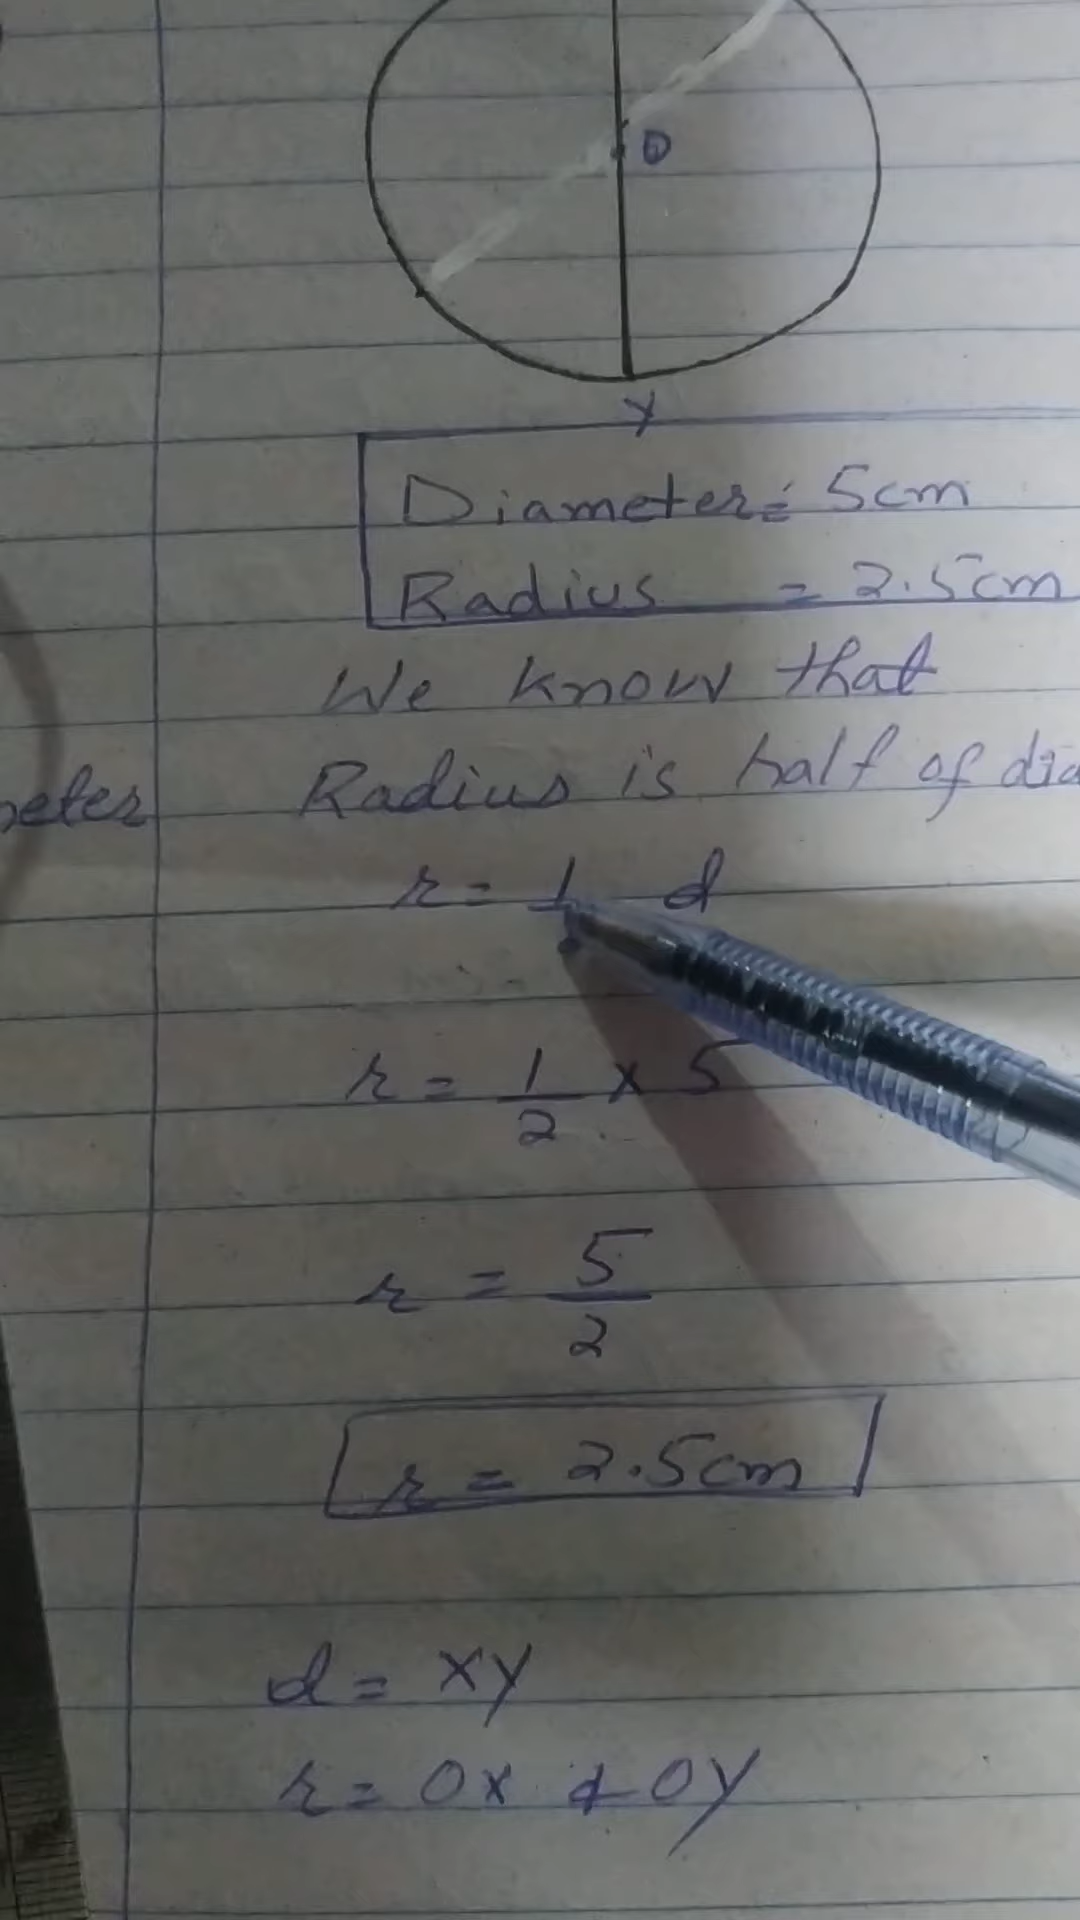 O
Y
Diameter = 5cm
Radius = 2.5cm
We know that
Radius is half of
r = 1 d
r = 1/2 x 5
r = 5/2
r = 2.5cm
d = xy
r = Ox & Oy